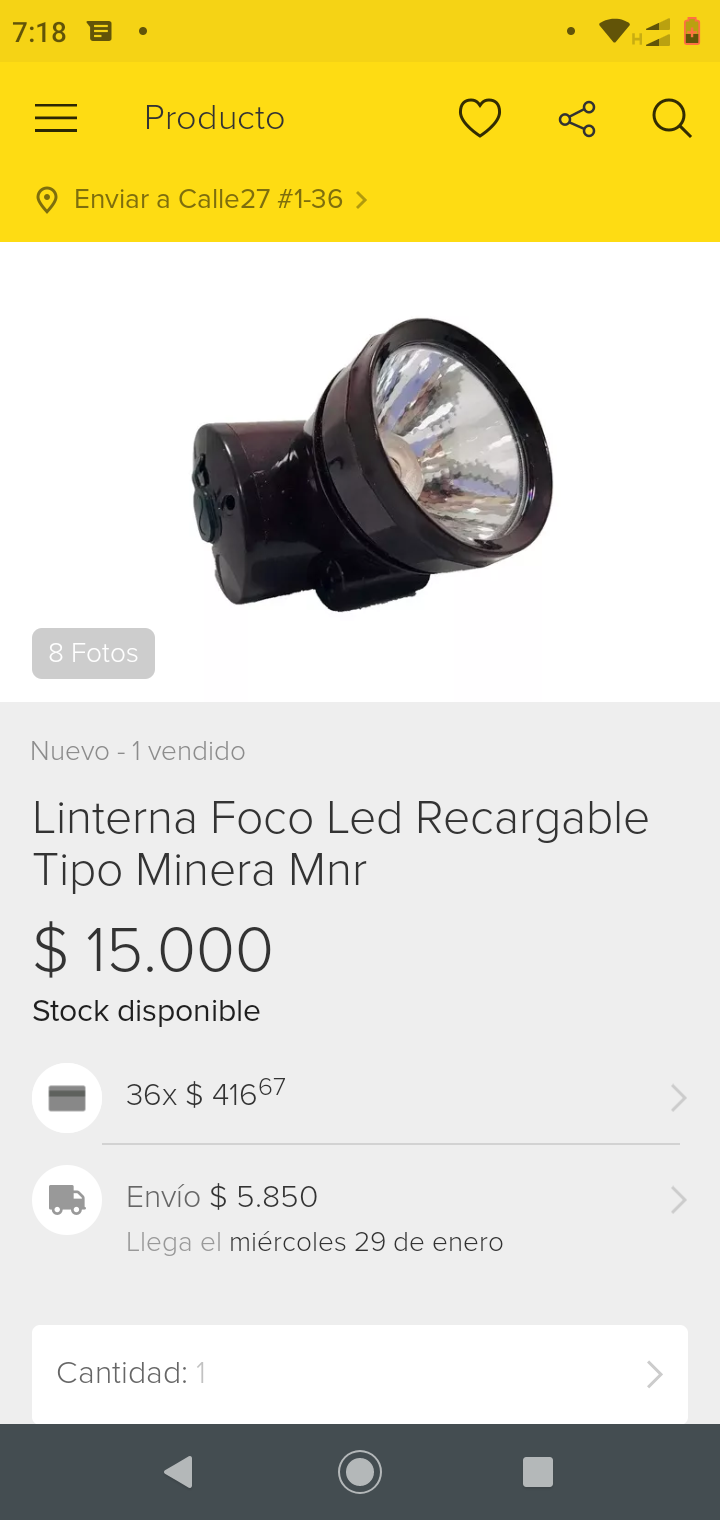 7:18
H
Producto
Enviar a Calle27 #1-36
8 Fotos
Nuevo - 1 vendido
Linterna Foco Led Recargable
Tipo Minera Mnr
$ 15.000
Stock disponible
36x $ 416⁶⁷
Envío $ 5.850
Llega el miércoles 29 de enero
Cantidad: 1